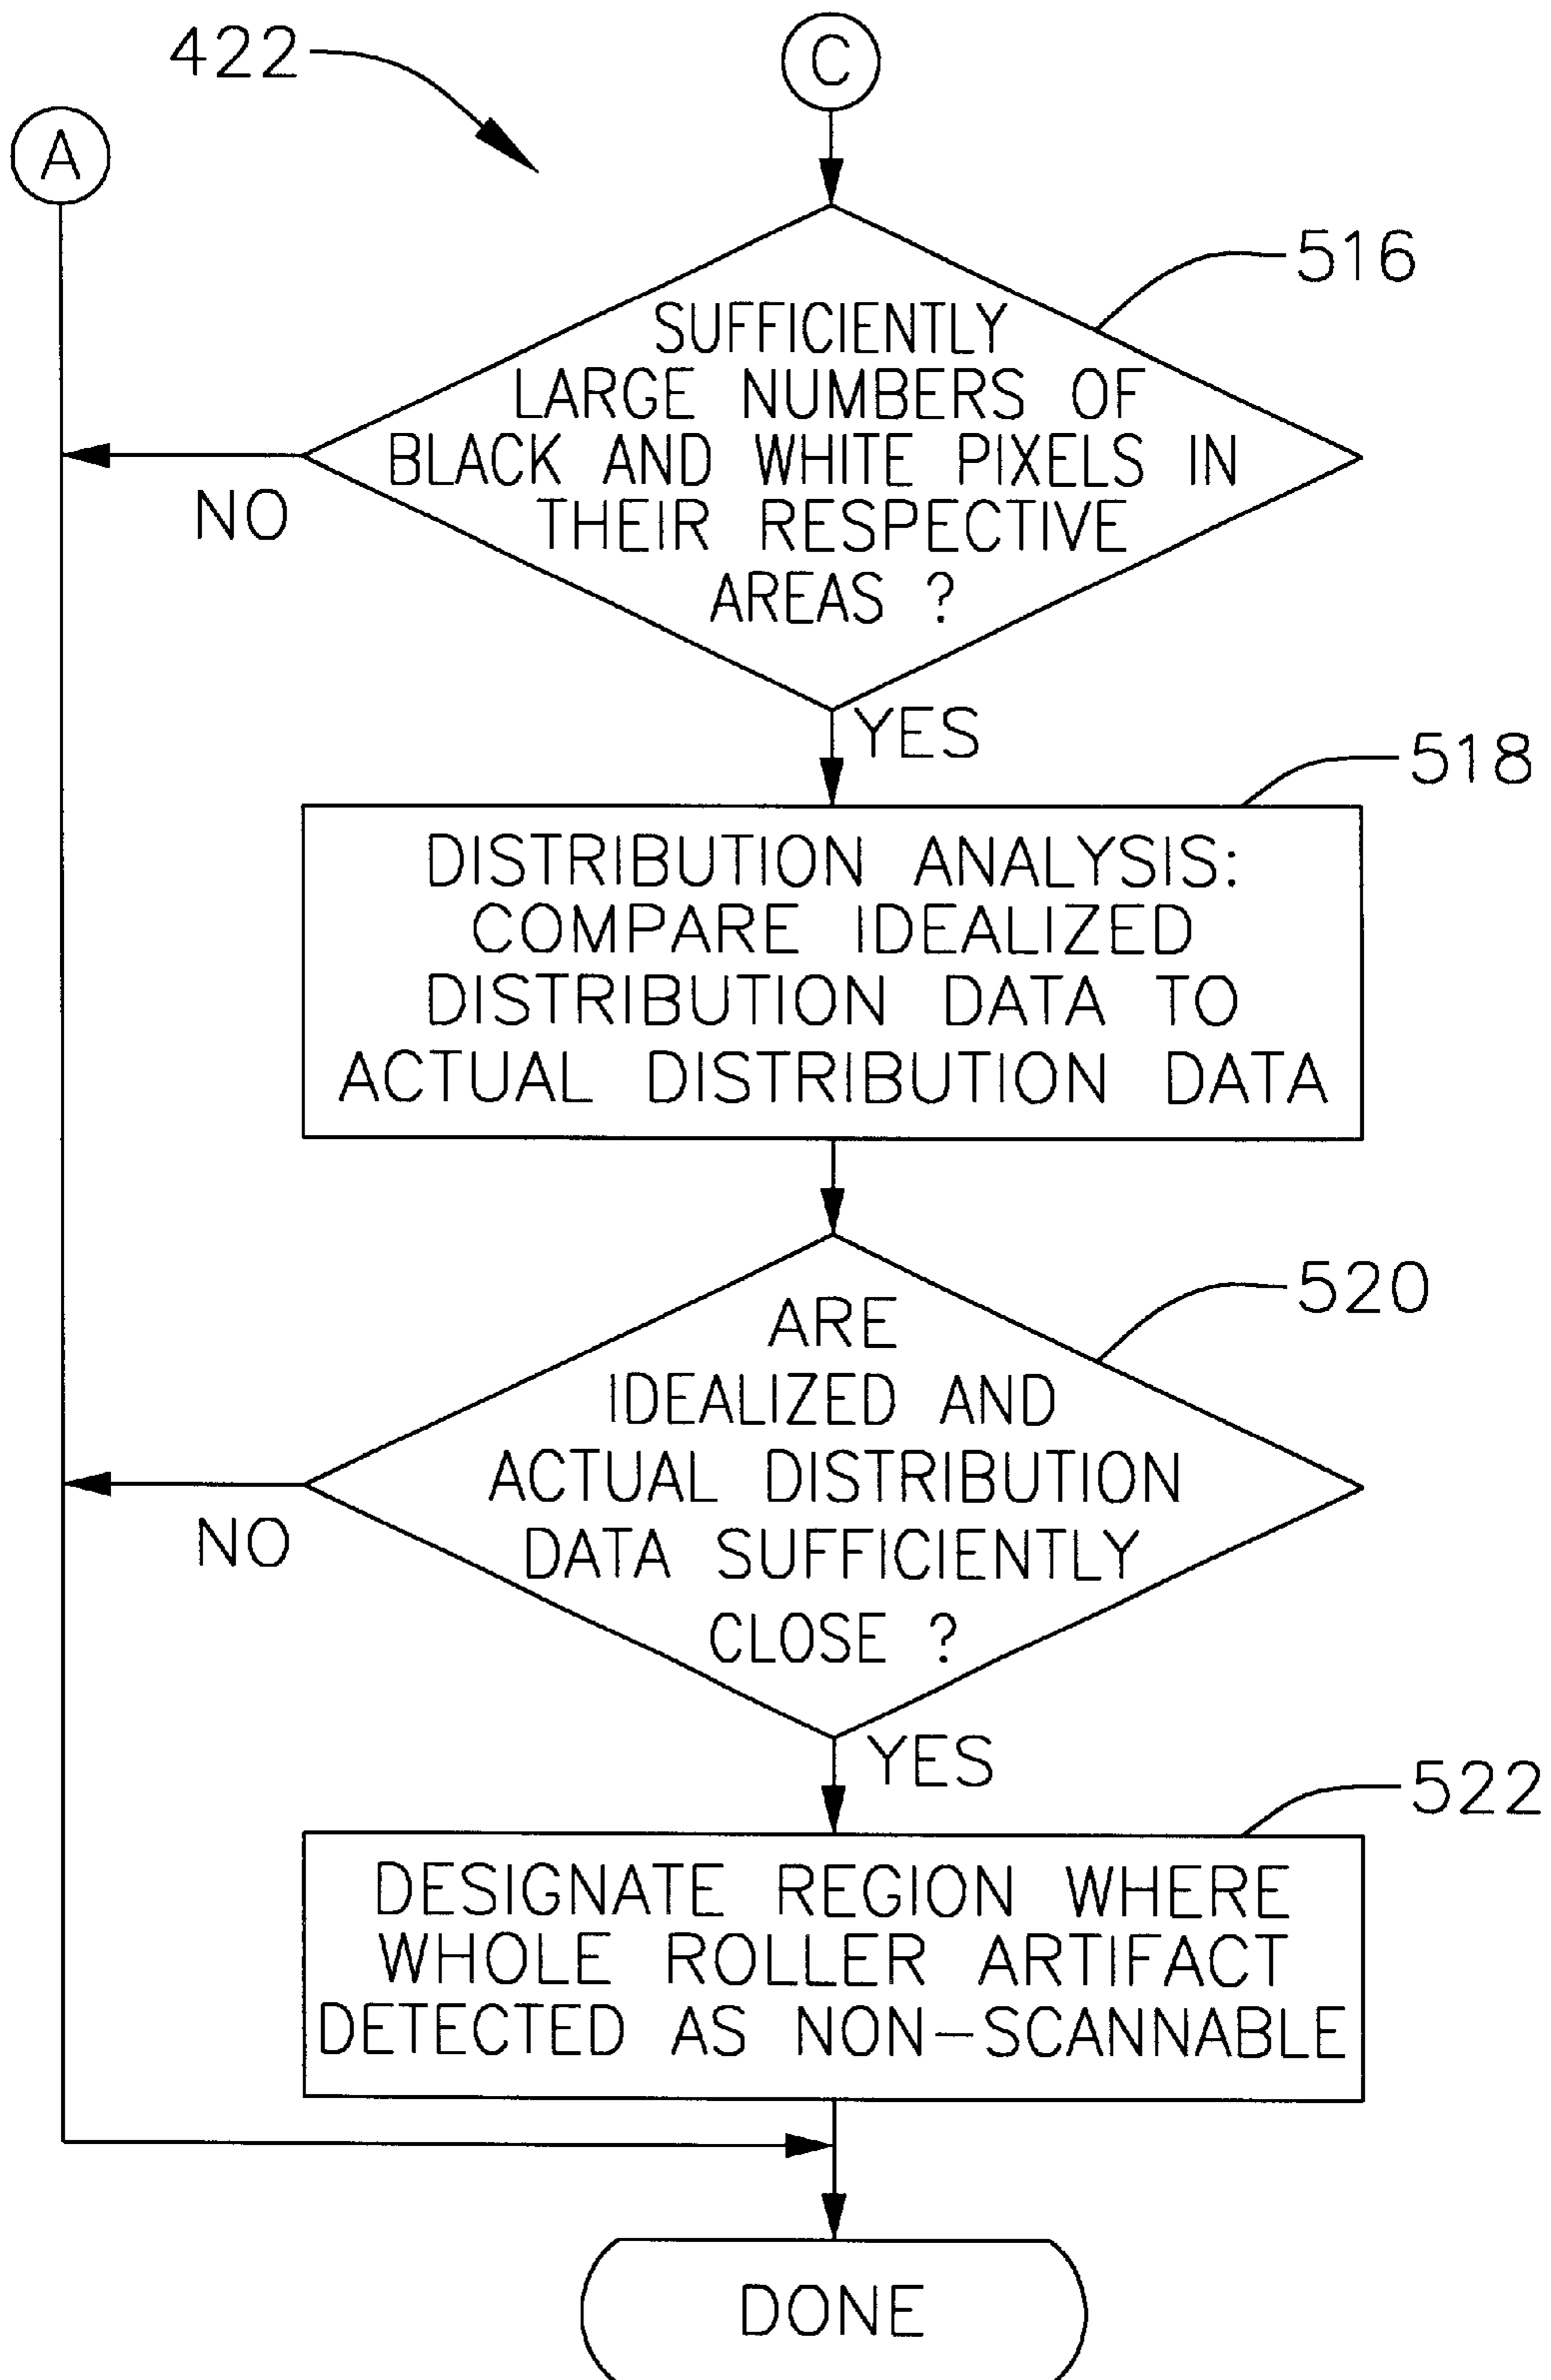 422
C
A
516
SUFFICIENTLY
LARGE NUMBERS OF
BLACK AND WHITE PIXELS IN
THEIR RESPECTIVE
AREAS ?
NO
YES
518
DISTRIBUTION ANALYSIS:
COMPARE IDEALIZED
DISTRIBUTION DATA TO
ACTUAL DISTRIBUTION DATA
520
ARE
IDEALIZED AND
ACTUAL DISTRIBUTION
DATA SUFFICIENTLY
CLOSE ?
NO
YES
522
DESIGNATE REGION WHERE
WHOLE ROLLER ARTIFACT
DETECTED AS NON-SCANNABLE
DONE